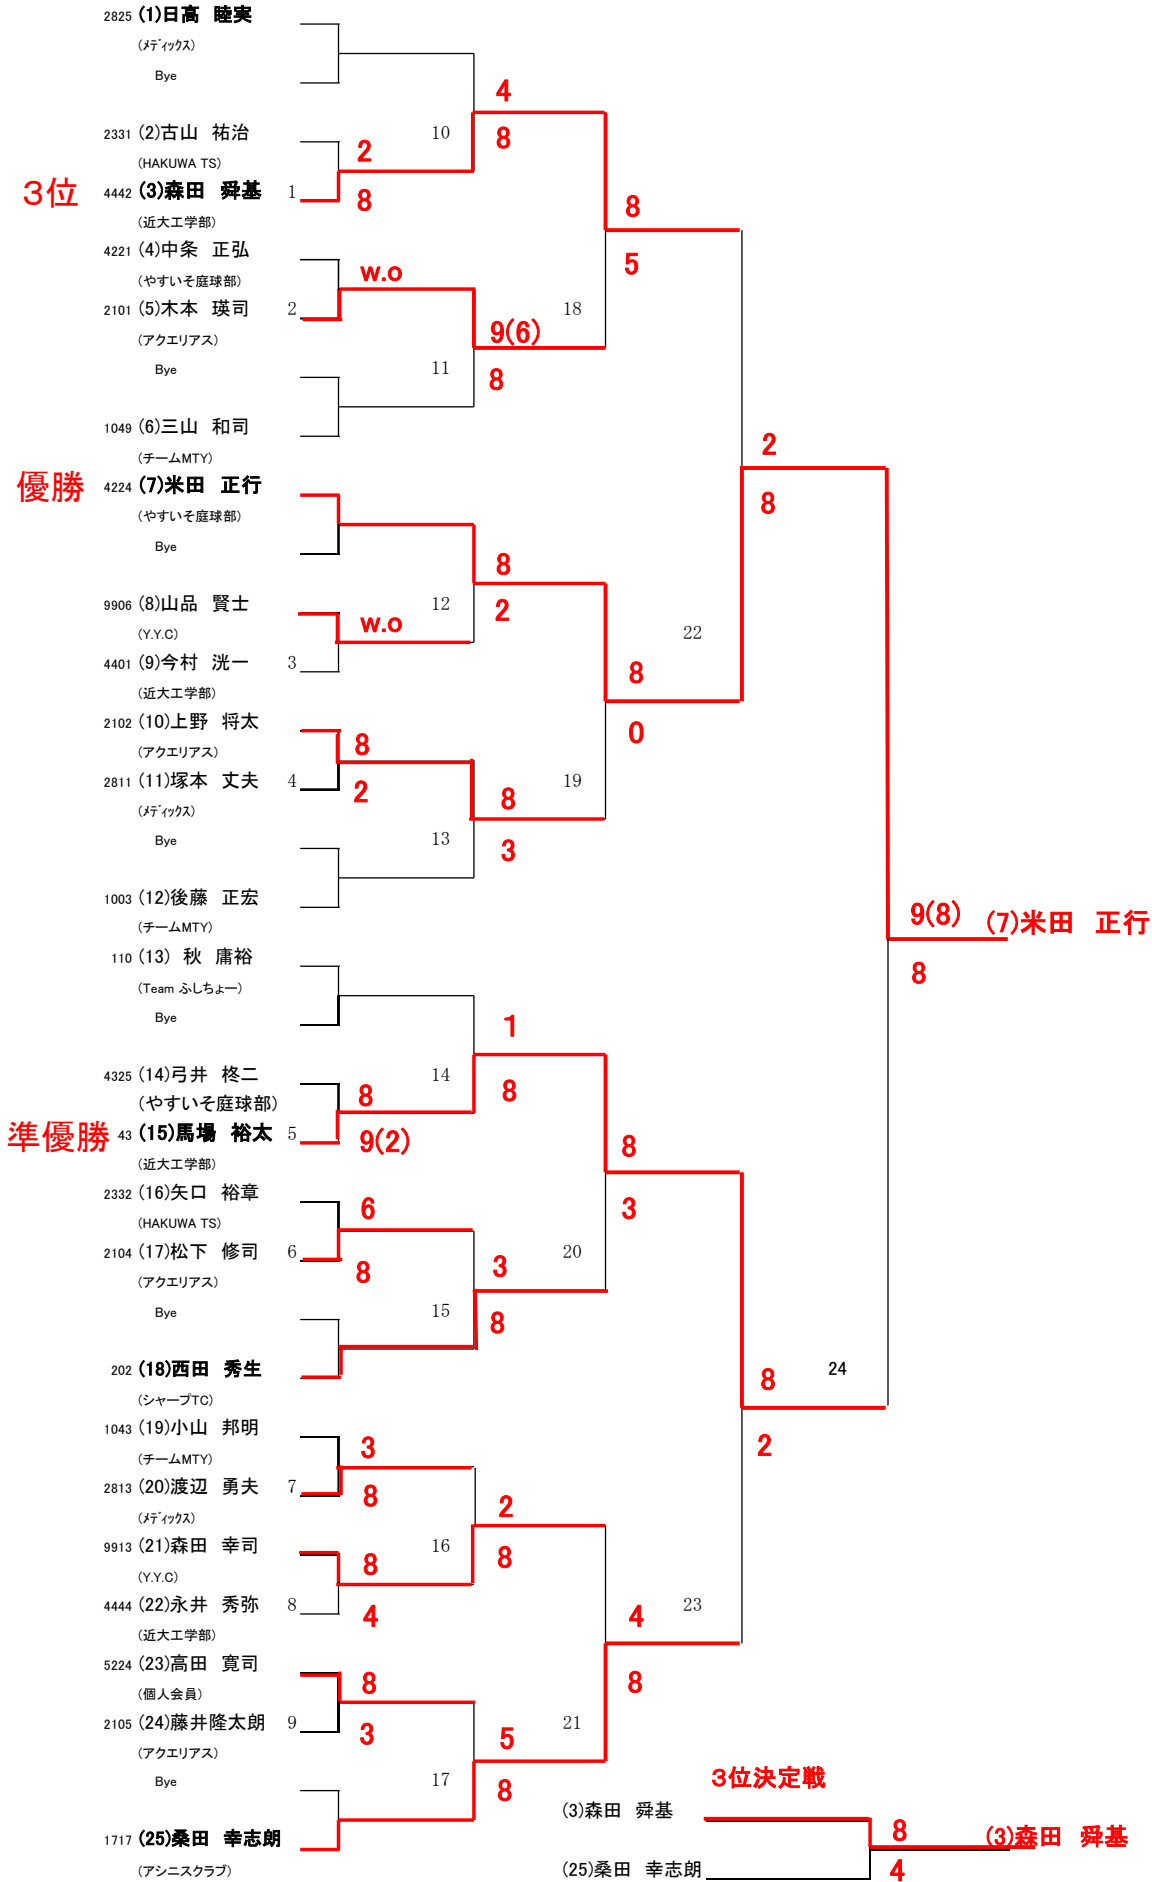 2825 (1)日高 睦実
(メディックス)
Bye
4
2331 (2)古山 祐治
10
8
(HAKUWA TS)
2
3位
4442 (3)森田 舜基 1
8
8
(近大工学部)
4221 (4)中条 正弘
5
(やすいそ庭球部)
w.o
2101 (5)木本 瑛司 2
18
(アクエリアス)
9(6)
Bye
11
8
1049 (6)三山 和司
2
(チームMTY)
優勝
4224 (7)米田 正行
8
(やすいそ庭球部)
Bye
8
9906 (8)山品 賢士
12
2
(Y.Y.C)
w.o
22
4401 (9)今村 洸一 3
8
(近大工学部)
2102 (10)上野 将太
0
(アクエリアス)
8
2811 (11)塚本 丈夫 4
2
19
(メディックス)
8
Bye
13
3
1003 (12)後藤 正宏
(チームMTY)
9(8) (7)米田 正行
110 (13) 秋 庸裕
8
(Team ふしちょー)
Bye
1
4325 (14)弓井 柊二
14
(やすいそ庭球部)
8
8
準優勝
43 (15)馬場 裕太 5
9(2)
8
(近大工学部)
2332 (16)矢口 裕章
6
3
(HAKUWA TS)
2104 (17)松下 修司 6
8
3
20
(アクエリアス)
Bye
15
8
202 (18)西田 秀生
8
24
(シャープTC)
1043 (19)小山 邦明
3
2
(チームMTY)
2813 (20)渡辺 勇夫 7
8
2
(メディックス)
9913 (21)森田 幸司
8
16
8
(Y.Y.C)
4444 (22)永井 秀弥 8
4
4
23
(近大工学部)
5224 (23)高田 寛司
8
8
(個人会員)
2105 (24)藤井隆太朗 9
3
5
21
(アクエリアス)
Bye
17
8
3位決定戦
(3)森田 舜基
8
(3)森田 舜基
1717 (25)桑田 幸志朗
(アシニスクラブ)
(25)桑田 幸志朗
4